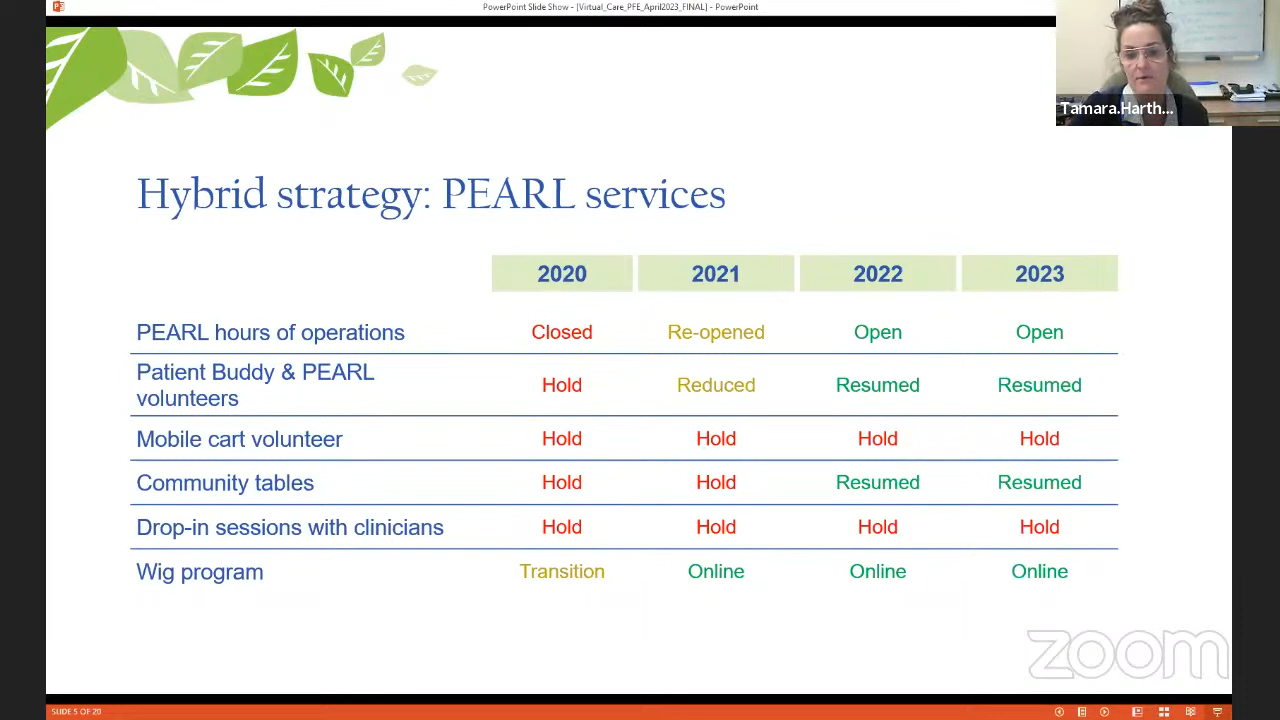 PowerPoint Slide Show - [Virtual_Care_PFE_April2023_FINAL] - PowerPoint
Tamara.Harth...
Hybrid strategy: PEARL services
2020 2021 2022 2023
PEARL hours of operations Closed Re-opened Open Open
Patient Buddy & PEARL
volunteers Hold Reduced Resumed Resumed
Mobile cart volunteer Hold Hold Hold Hold
Community tables Hold Hold Resumed Resumed
Drop-in sessions with clinicians Hold Hold Hold Hold
Wig program Transition Online Online Online
zoom
SLIDE 5 OF 20